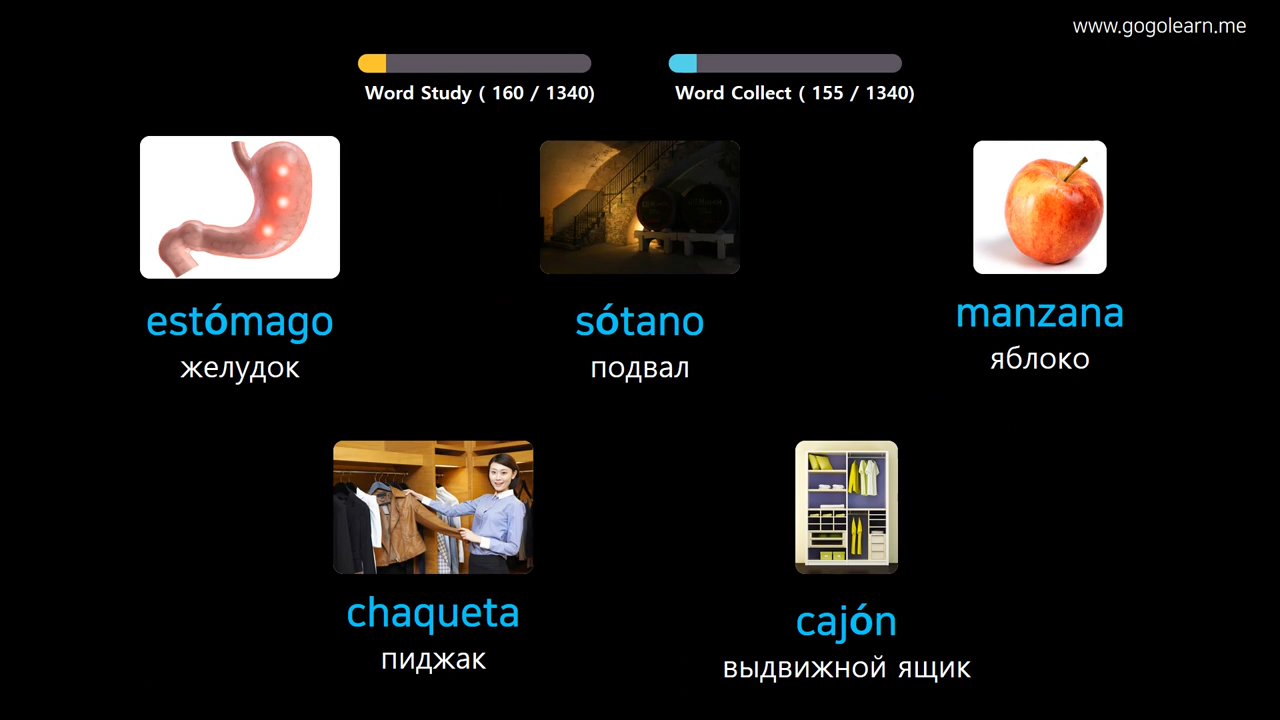 www.gogolearn.me
Word Study ( 160 / 1340)
Word Collect ( 155 / 1340)
estómago
желудок
sótano
подвал
manzana
яблоко
chaqueta
пиджак
cajón
выдвижной ящик